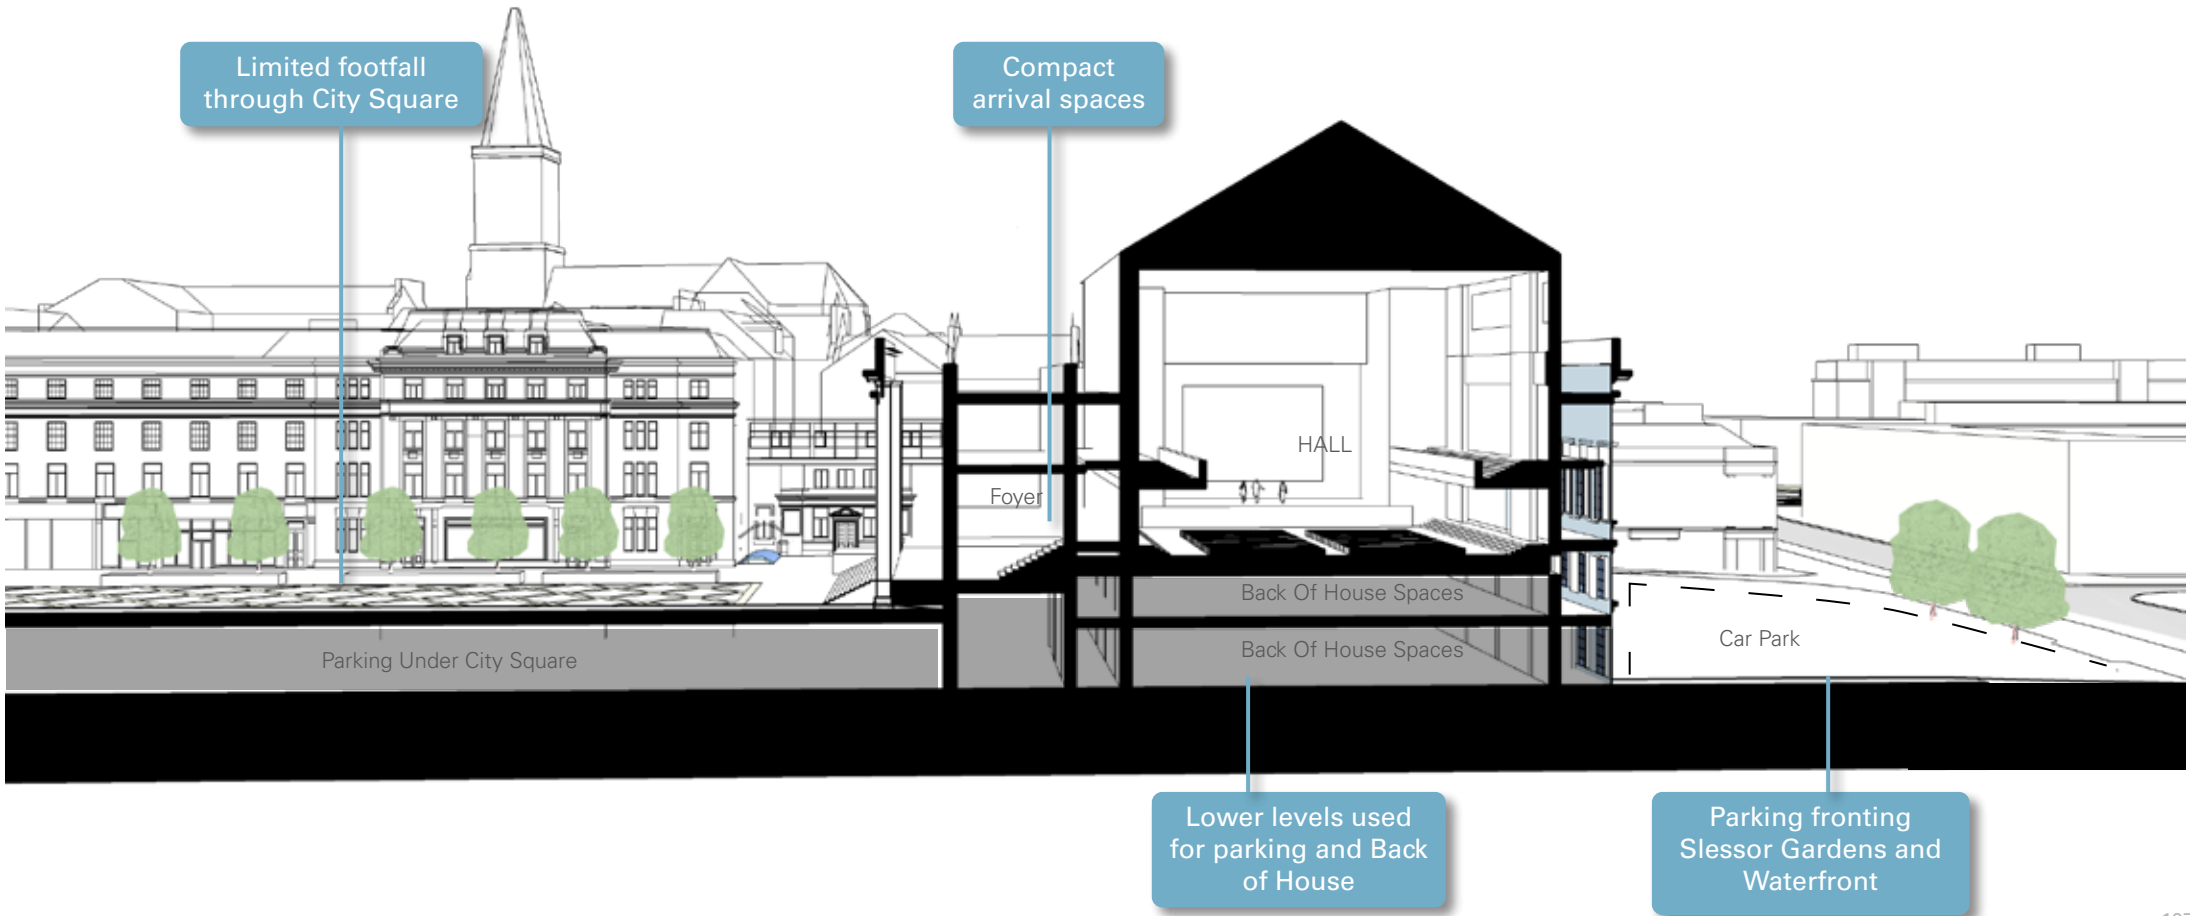 Limited footfall
through City Square
Compact
arrival spaces
HALL
Foyer
Back Of House Spaces
Car Park
Back Of House Spaces
Parking Under City Square
Lower levels used
for parking and Back
of House
Parking fronting
Slessor Gardens and
Waterfront